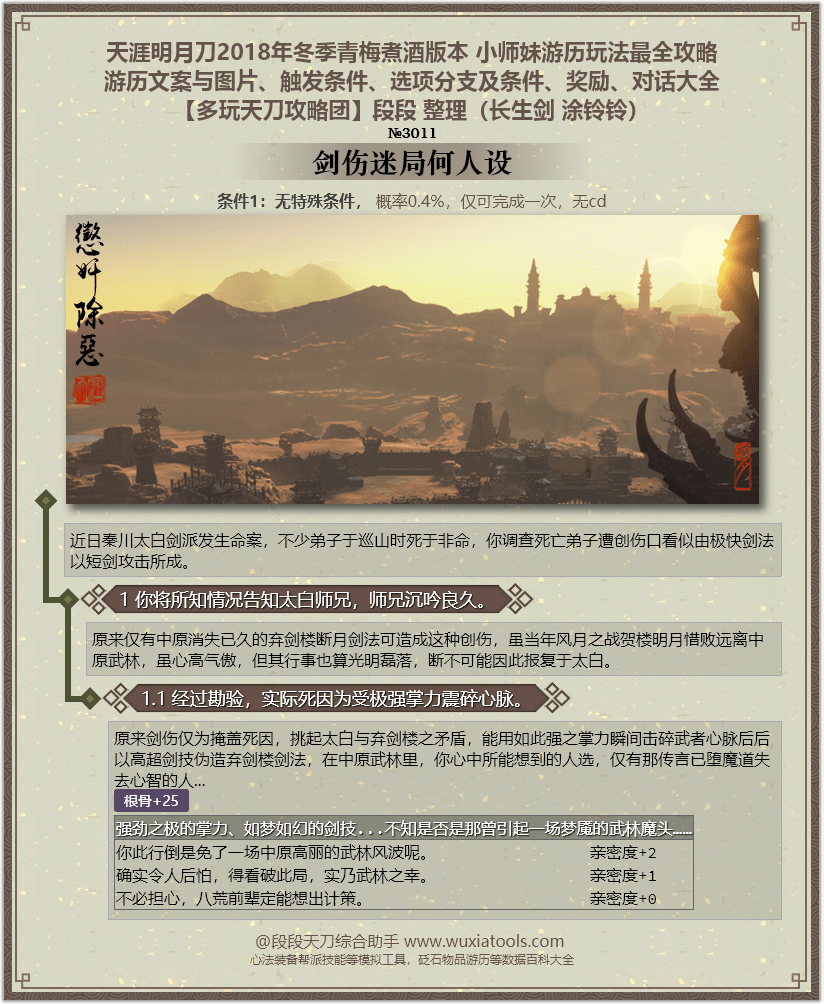 天涯明月刀2018年冬季青梅煮酒版本 小师妹游历玩法最全攻略
游历文案与图片、触发条件、选项分支及条件、奖励、对话大全
【多玩天刀攻略团】段段 整理（长生剑 涂铃铃）
№3011
剑伤迷局何人设
条件1：无特殊条件， 概率0.4%，仅可完成一次，无cd
懲奸除惡
近日秦川太白剑派发生命案，不少弟子于巡山时死于非命，你调查死亡弟子遭创伤口看似由极快剑法
以短剑攻击所成。
1 你将所知情况告知太白师兄，师兄沉吟良久。
原来仅有中原消失已久的弃剑楼断月剑法可造成这种创伤，虽当年风月之战贺楼明月惜败远离中
原武林，虽心高气傲，但其行事也算光明磊落，断不可能因此报复于太白。
1.1 经过勘验，实际死因为受极强掌力震碎心脉。
原来剑伤仅为掩盖死因，挑起太白与弃剑楼之矛盾，能用如此强之掌力瞬间击碎武者心脉后后
以高超剑技伪造弃剑楼剑法，在中原武林里，你心中所能想到的人选，仅有那传言已堕魔道失
去心智的人...
根骨+25
强劲之极的掌力、如梦如幻的剑技...不知是否是那曾引起一场梦魇的武林魔头……
你此行倒是免了一场中原高丽的武林风波呢。 亲密度+2
确实令人后怕，得看破此局，实乃武林之幸。 亲密度+1
不必担心，八荒前辈定能想出计策。 亲密度+0
@段段天刀综合助手 www.wuxiatools.com
心法装备帮派技能等模拟工具，砭石物品游历等数据百科大全